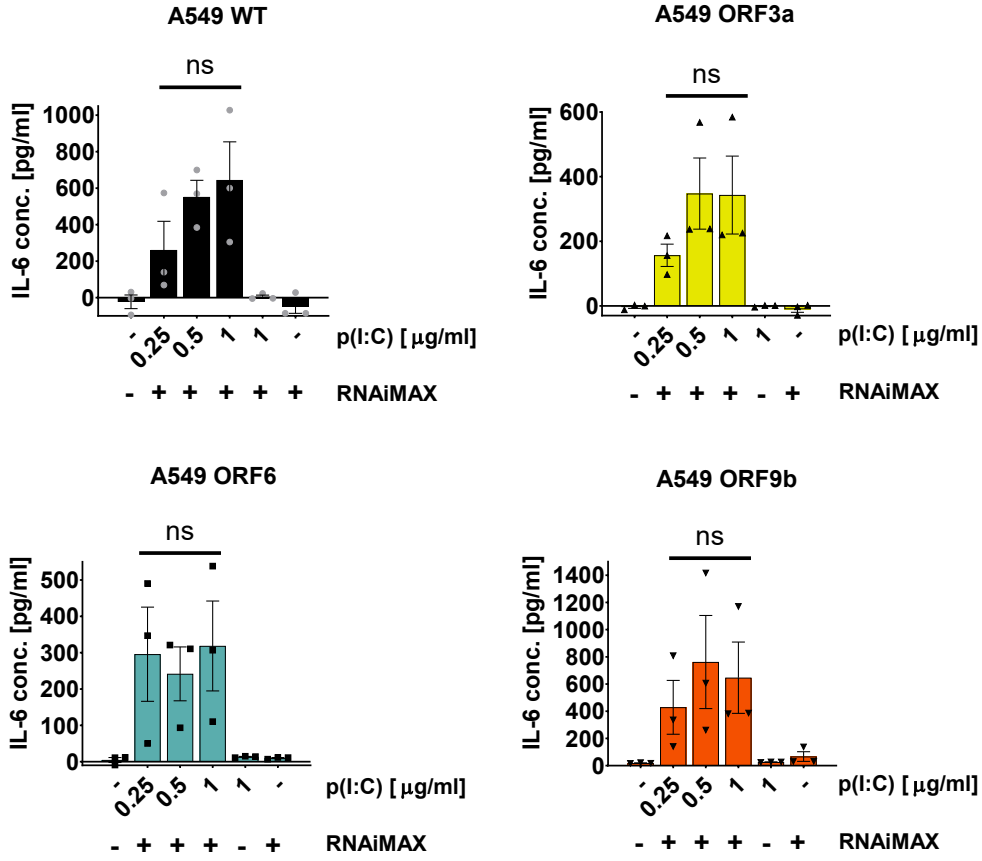 A549 WT
ns
IL-6 conc. [pg/ml]
1000
800
600
400
200
0
- 0.25 0.5 1 1 - p(I:C) [ μg/ml]
- + + + + + RNAiMAX
A549 ORF3a
ns
IL-6 conc. [pg/ml]
600
400
200
0
- 0.25 0.5 1 1 - p(I:C) [ μg/ml]
- + + + - + RNAiMAX
A549 ORF6
ns
IL-6 conc. [pg/ml]
500
400
300
200
100
0
- 0.25 0.5 1 1 - p(I:C) [ μg/ml]
- + + + - + RNAiMAX
A549 ORF9b
ns
IL-6 conc. [pg/ml]
1400
1200
1000
800
600
400
200
0
- 0.25 0.5 1 1 - p(I:C) [ μg/ml]
- + + + - + RNAiMAX